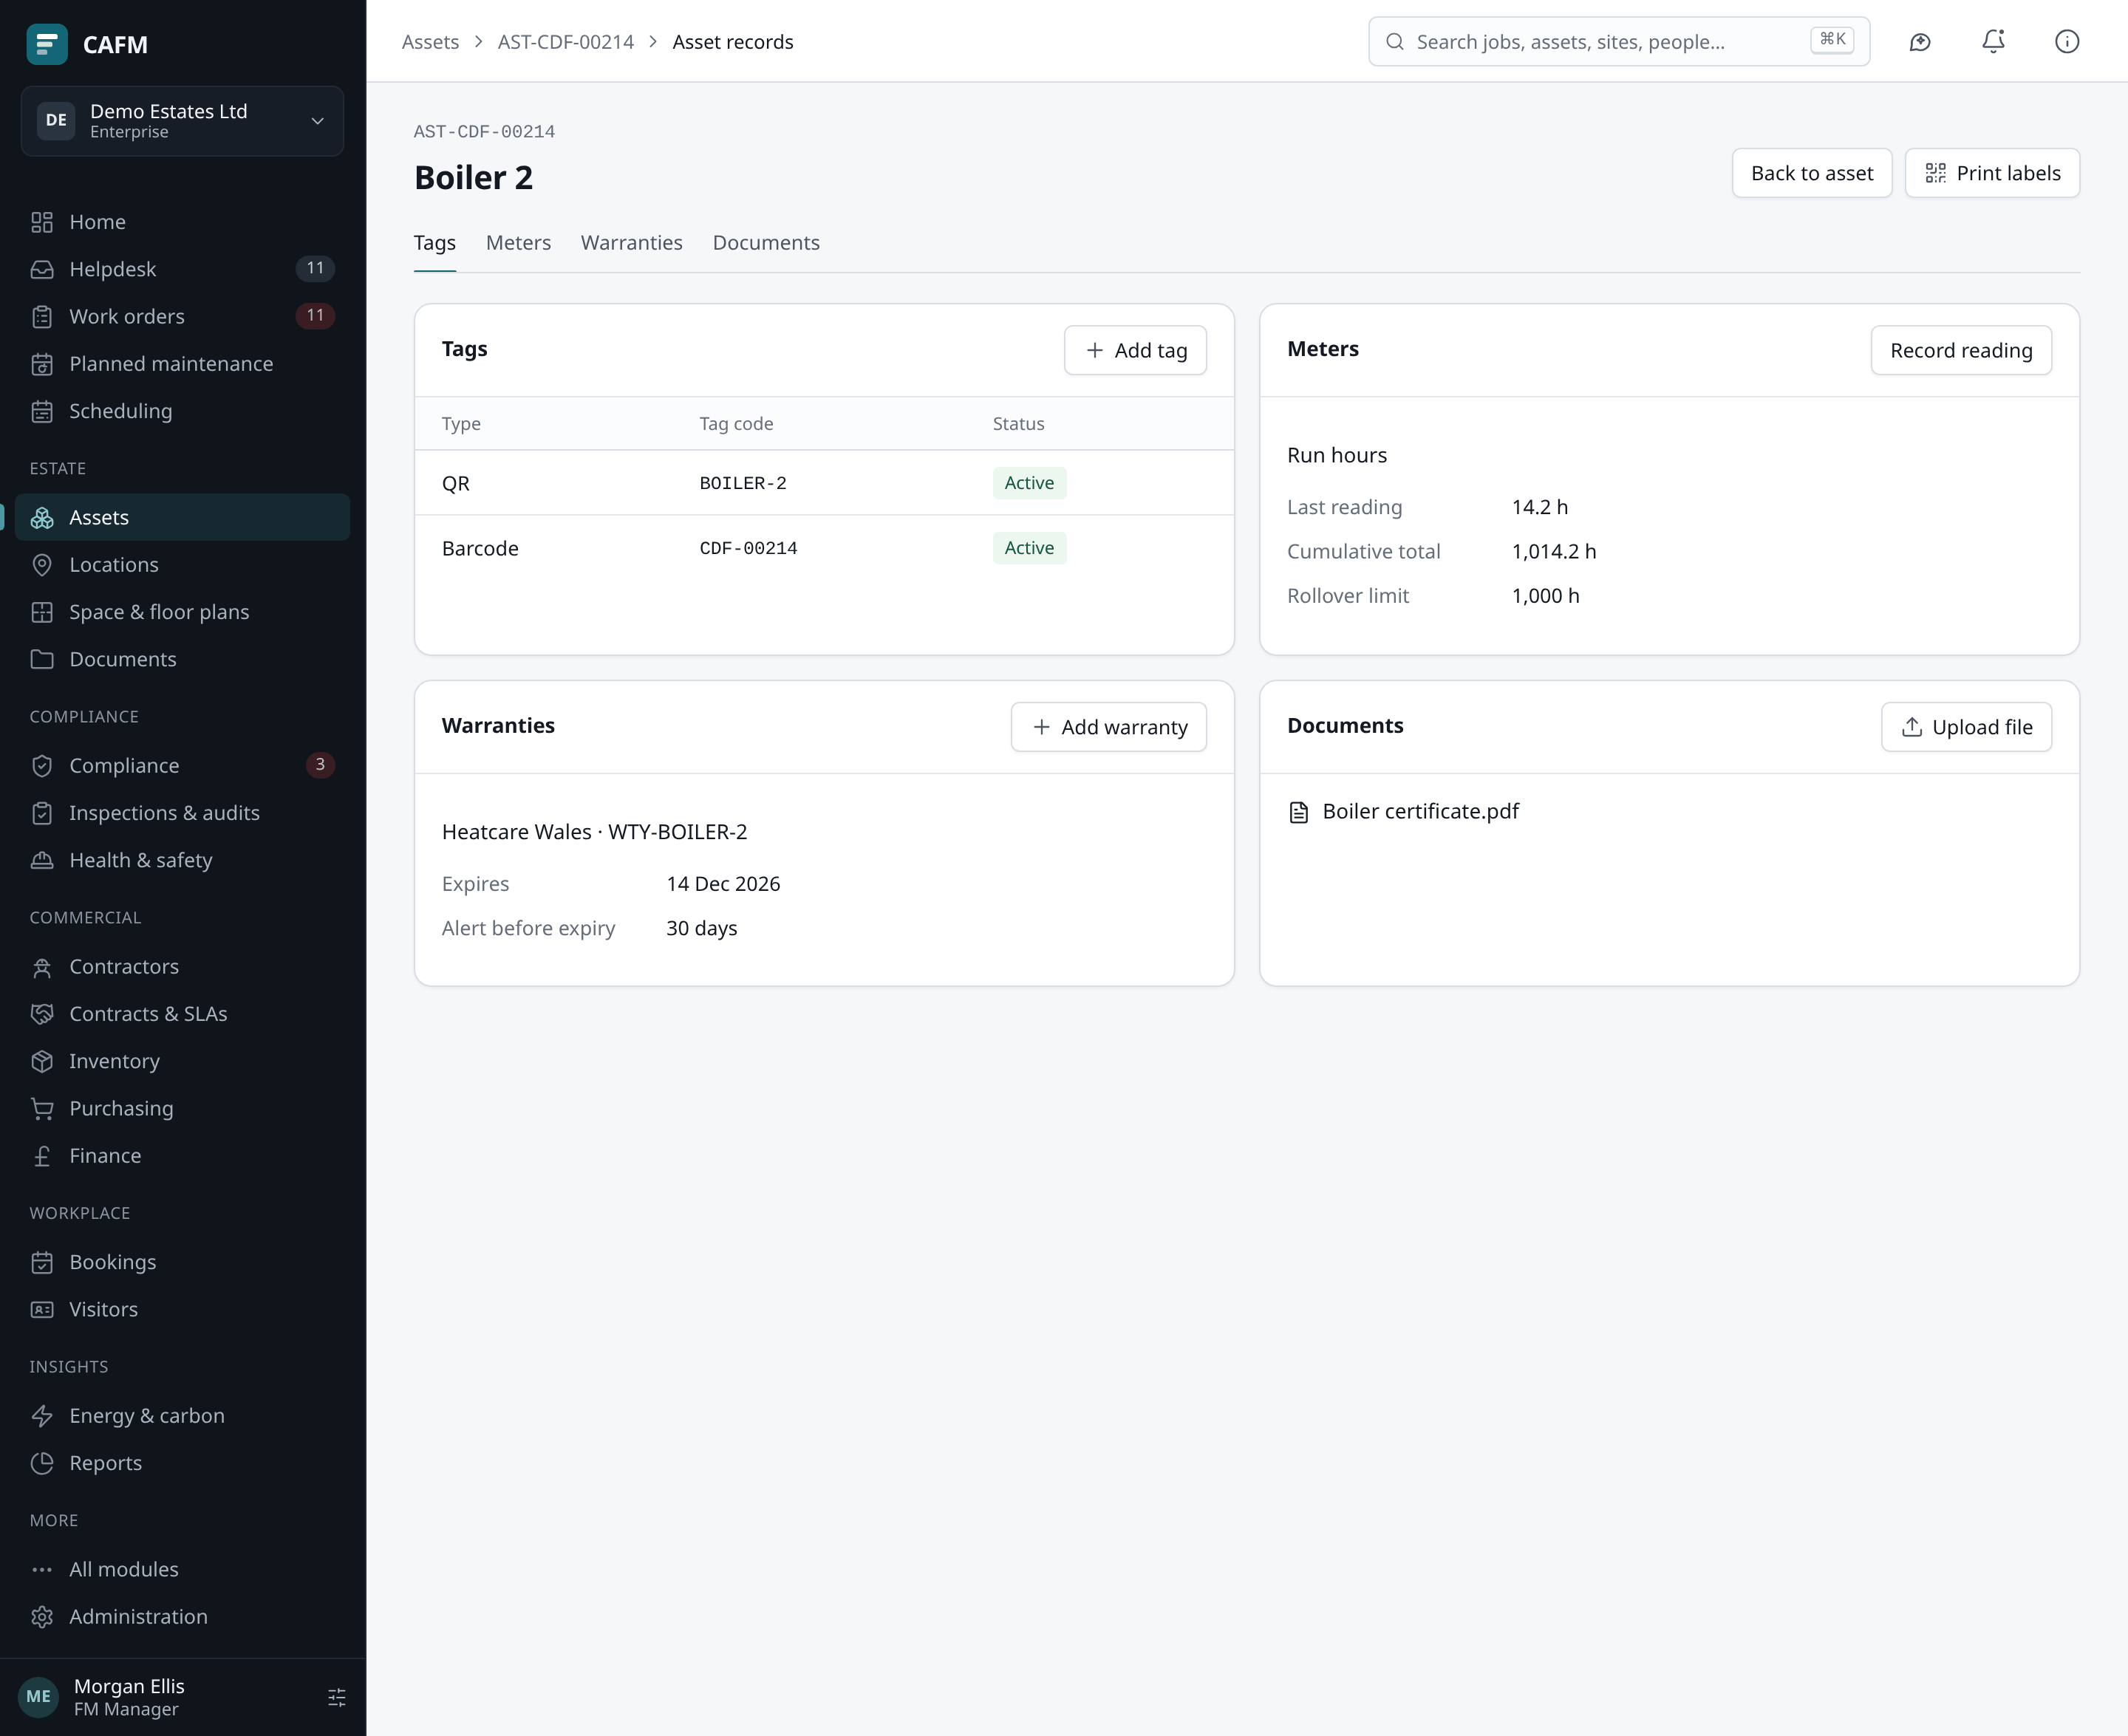 CAFM
DE
Demo Estates Ltd
Enterprise
Home
Helpdesk 11
Work orders 11
Planned maintenance
Scheduling
ESTATE
Assets
Locations
Space & floor plans
Documents
COMPLIANCE
Compliance 3
Inspections & audits
Health & safety
COMMERCIAL
Contractors
Contracts & SLAs
Inventory
Purchasing
Finance
WORKPLACE
Bookings
Visitors
INSIGHTS
Energy & carbon
Reports
MORE
All modules
Administration
ME
Morgan Ellis
FM Manager
Assets > AST-CDF-00214 > Asset records
Search jobs, assets, sites, people... ⌘K
AST-CDF-00214
Boiler 2
Back to asset
Print labels
Tags Meters Warranties Documents
Tags
Add tag
Type Tag code Status
QR BOILER-2 Active
Barcode CDF-00214 Active
Meters
Record reading
Run hours
Last reading 14.2 h
Cumulative total 1,014.2 h
Rollover limit 1,000 h
Warranties
Add warranty
Heatcare Wales · WTY-BOILER-2
Expires 14 Dec 2026
Alert before expiry 30 days
Documents
Upload file
Boiler certificate.pdf